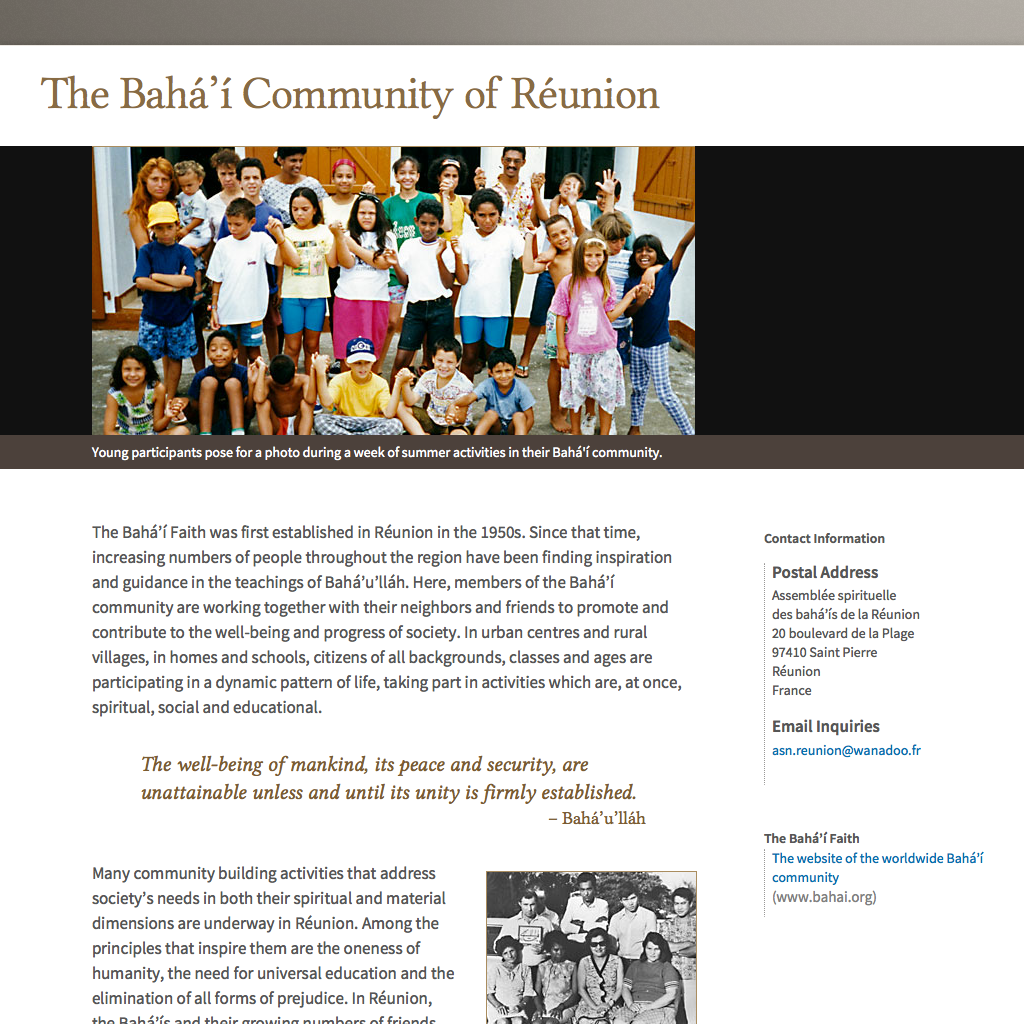 The Bahá’í Community of Réunion
Young participants pose for a photo during a week of summer activities in their Bahá'í community.
The Bahá’í Faith was first established in Réunion in the 1950s. Since that time,
increasing numbers of people throughout the region have been finding inspiration
and guidance in the teachings of Bahá’u’lláh. Here, members of the Bahá’í
community are working together with their neighbors and friends to promote and
contribute to the well-being and progress of society. In urban centres and rural
villages, in homes and schools, citizens of all backgrounds, classes and ages are
participating in a dynamic pattern of life, taking part in activities which are, at once,
spiritual, social and educational.
The well-being of mankind, its peace and security, are
unattainable unless and until its unity is firmly established.
– Bahá’u’lláh
Many community building activities that address
society’s needs in both their spiritual and material
dimensions are underway in Réunion. Among the
principles that inspire them are the oneness of
humanity, the need for universal education and the
elimination of all forms of prejudice. In Réunion,
the Bahá’ís and their growing numbers of friends
Contact Information
Postal Address
Assemblée spirituelle
des bahá’ís de la Réunion
20 boulevard de la Plage
97410 Saint Pierre
Réunion
France
Email Inquiries
asn.reunion@wanadoo.fr
The Bahá’í Faith
The website of the worldwide Bahá’í
community
(www.bahai.org)